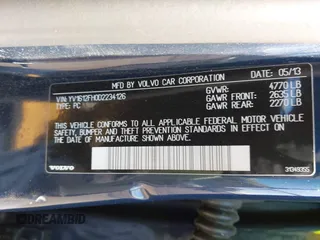 MFD. BY VOLVO CAR CORPORATION 05/13
VIN: YV1612FH0D2234126
TYPE: PC
GVWR: 4770 LB
GAWR FRONT: 2635 LB
GAWR REAR: 2270 LB
THIS VEHICLE CONFORMS TO ALL APPLICABLE FEDERAL MOTOR VEHICLE
SAFETY, BUMPER, AND THEFT PREVENTION STANDARDS IN EFFECT ON THE
DATE OF MANUFACTURE SHOWN ABOVE.
VOLVO
31349355
DREAMBID